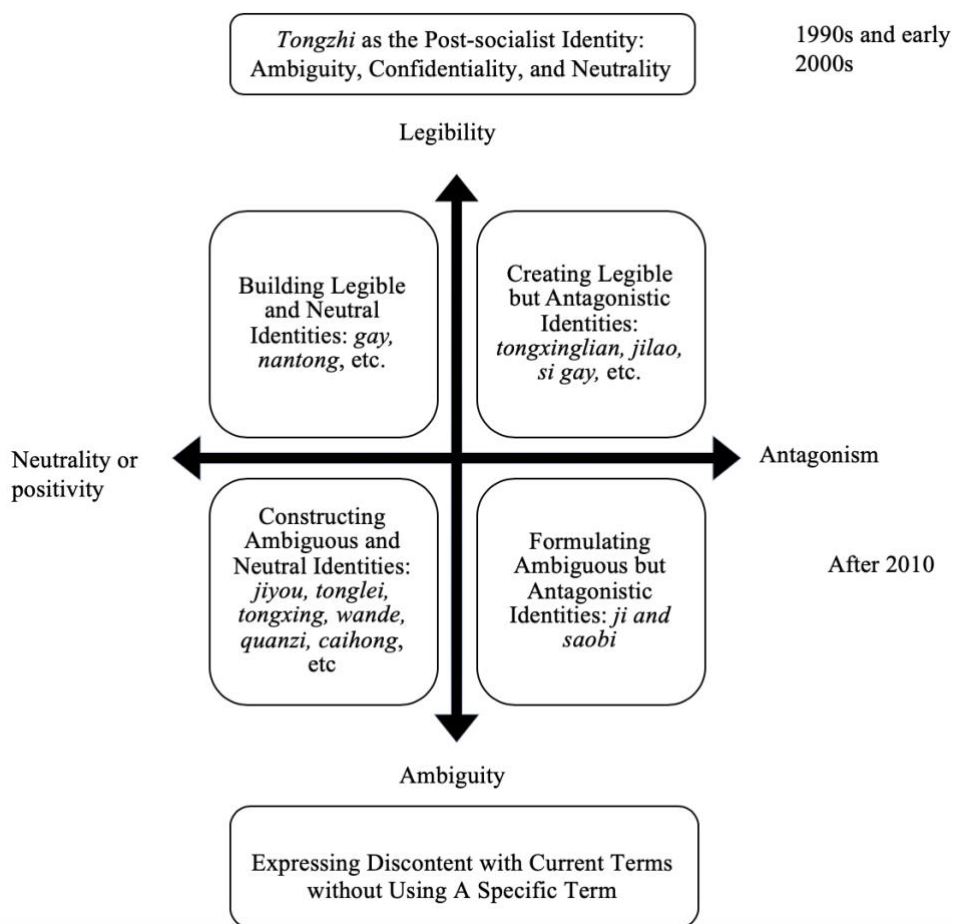 Tongzhi as the Post-socialist Identity:
Ambiguity, Confidentiality, and Neutrality
1990s and early
2000s
Legibility
Building Legible
and Neutral
Identities: gay,
nantong, etc.
Creating Legible
but Antagonistic
Identities:
tongxinglian, jilao,
si gay, etc.
Neutrality or
positivity
Antagonism
Constructing
Ambiguous and
Neutral Identities:
jiyou, tonglei,
tongxing, wande,
quanzi, caihong,
etc
Formulating
Ambiguous but
Antagonistic
Identities: ji and
saobi
After 2010
Ambiguity
Expressing Discontent with Current Terms
without Using A Specific Term